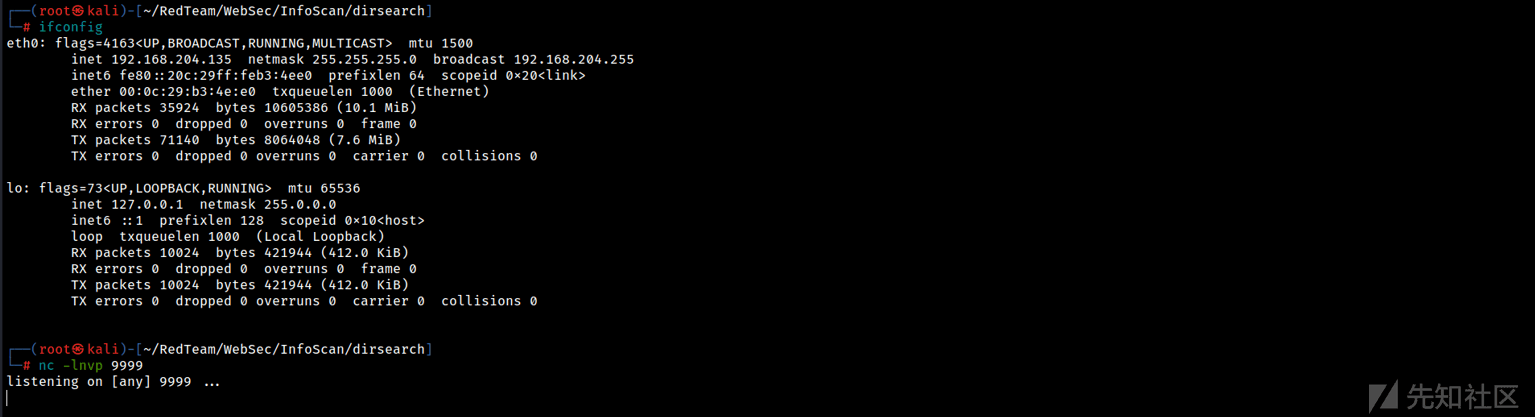 ┌──(root㉿kali)-[~/RedTeam/WebSec/InfoScan/dirsearch]
└─# ifconfig
eth0: flags=4163<UP,BROADCAST,RUNNING,MULTICAST>  mtu 1500
        inet 192.168.204.135  netmask 255.255.255.0  broadcast 192.168.204.255
        inet6 fe80::20c:29ff:feb3:4ee0  prefixlen 64  scopeid 0×20<link>
        ether 00:0c:29:b3:4e:e0  txqueuelen 1000  (Ethernet)
        RX packets 35924  bytes 10605386 (10.1 MiB)
        RX errors 0  dropped 0  overruns 0  frame 0
        TX packets 71140  bytes 8064048 (7.6 MiB)
        TX errors 0  dropped 0 overruns 0  carrier 0  collisions 0

lo: flags=73<UP,LOOPBACK,RUNNING>  mtu 65536
        inet 127.0.0.1  netmask 255.0.0.0
        inet6 ::1  prefixlen 128  scopeid 0×10<host>
        loop  txqueuelen 1000  (Local Loopback)
        RX packets 10024  bytes 421944 (412.0 KiB)
        RX errors 0  dropped 0  overruns 0  frame 0
        TX packets 10024  bytes 421944 (412.0 KiB)
        TX errors 0  dropped 0 overruns 0  carrier 0  collisions 0

┌──(root㉿kali)-[~/RedTeam/WebSec/InfoScan/dirsearch]
└─# nc -lnvp 9999
listening on [any] 9999 ...
先知社区